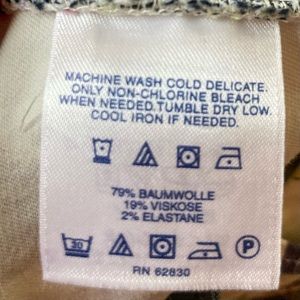 MACHINE WASH COLD DELICATE.
ONLY NON-CHLORINE BLEACH
WHEN NEEDED.TUMBLE DRY LOW.
COOL IRON IF NEEDED.
79% BAUMWOLLE
19% VISKOSE
2% ELASTANE
30 P
RN 62830